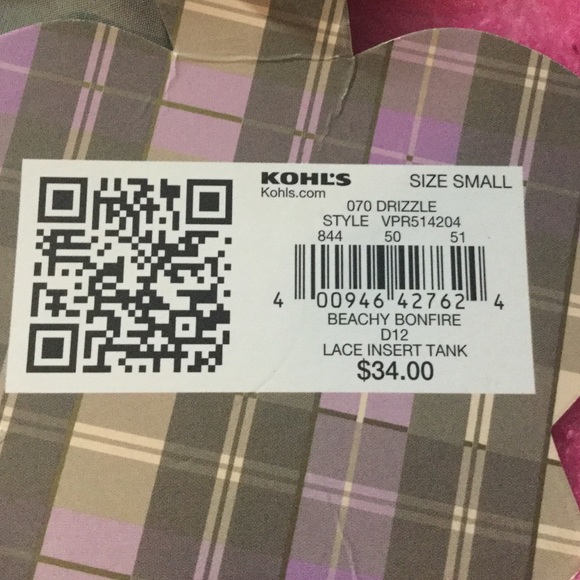 KOHL'S SIZE SMALL
Kohls.com
070 DRIZZLE
STYLE VPR514204
844 50 51
4 00946 42762 4
BEACHY BONFIRE
D12
LACE INSERT TANK
$34.00